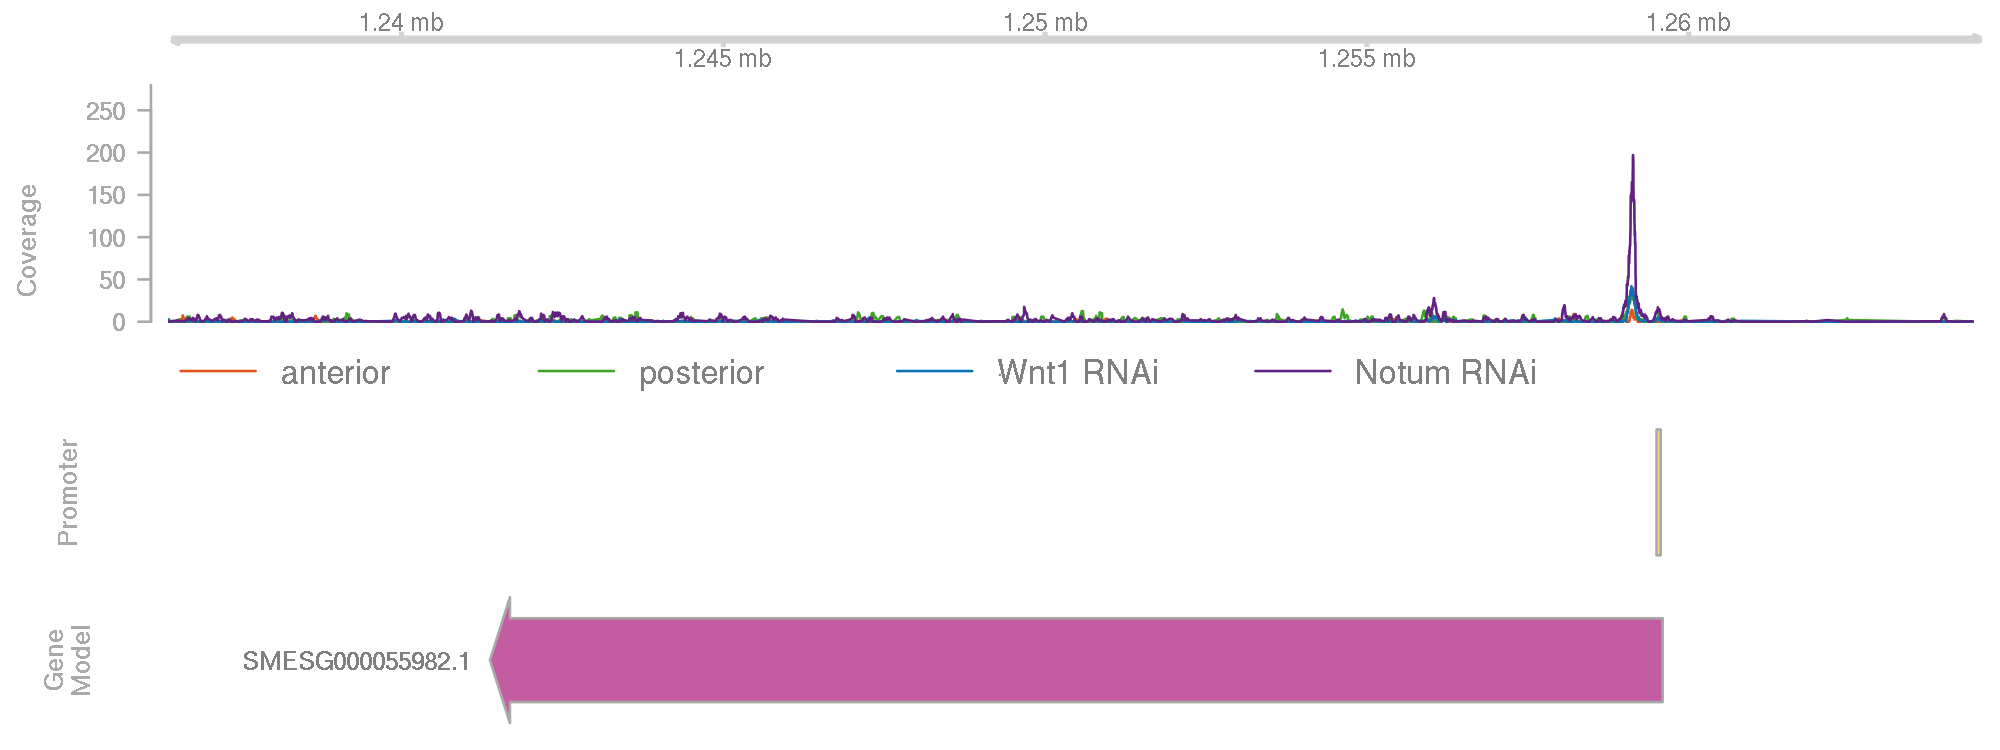 1.24 mb 1.25 mb 1.26 mb
1.245 mb 1.255 mb
Coverage
250
200
150
100
50
0
anterior posterior Wnt1 RNAi Notum RNAi
Promoter
Gene
Model
SMESG000055982.1